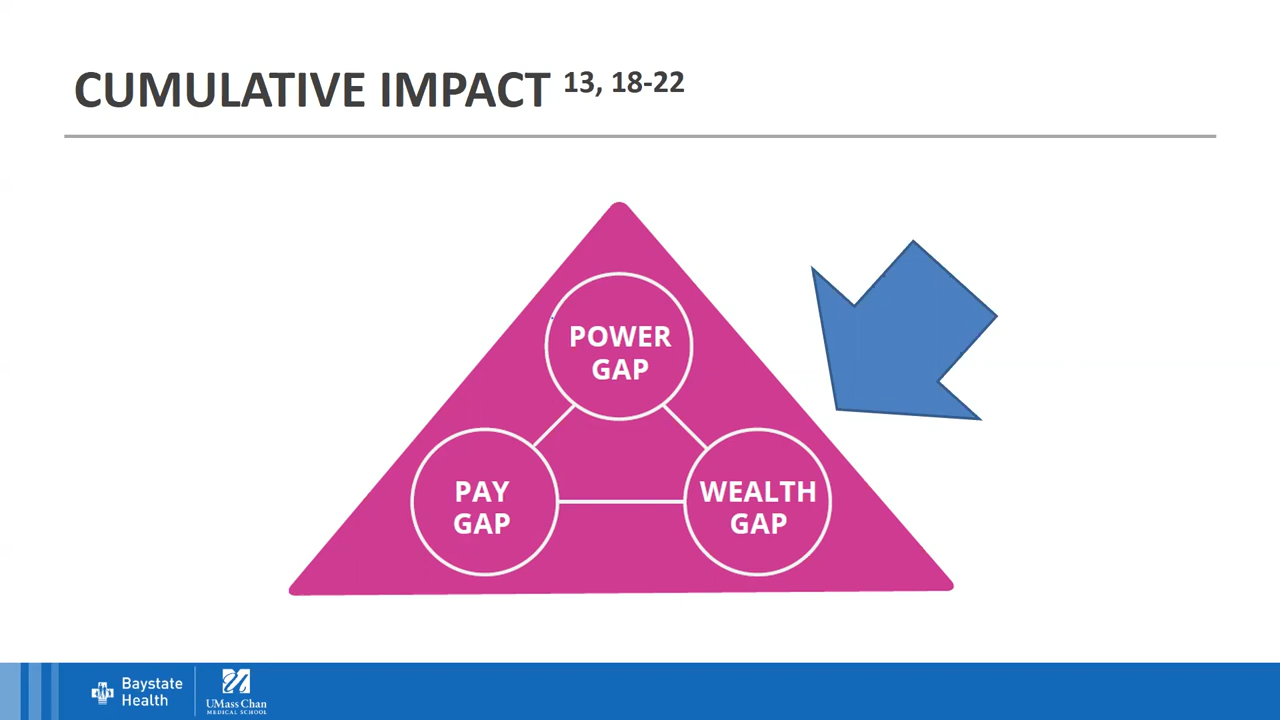 CUMULATIVE IMPACT 13, 18-22
POWER
GAP
PAY
GAP
WEALTH
GAP
Baystate
Health
UMass Chan
MEDICAL SCHOOL